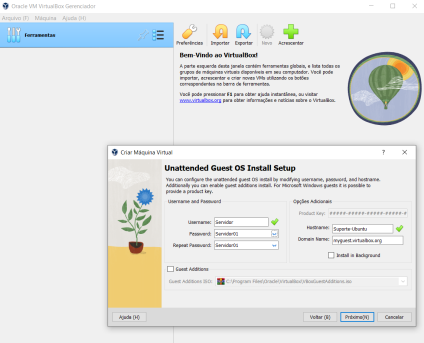 Oracle VM VirtualBox Gerenciador
Arquivo (F) Máquina Ajuda (H)
Ferramentas
Preferências Importar Exportar Novo Acrescentar
Bem-Vindo ao VirtualBox!
A parte esquerda desta janela contém ferramentas globais, e lista todas os
grupos de máquinas virtuais disponíveis em seu computador. Você pode
importar, acrescentar e criar novas VMs utilizando os botões
correspondentes na barra de ferramentas.
Você pode pressionar F1 para obter ajuda instantânea, ou visitar
www.virtualbox.org para obter informações e notícias sobre o VirtualBox.
Criar Máquina Virtual
Unattended Guest OS Install Setup
You can configure the unattended guest OS install by modifying username, password, and hostname.
Additionally you can enable guest additions install. For Microsoft Windows guests it is possible to
provide a product key.
Username and Password
Username: Servidor
Password: Servidor01
Repeat Password: Servidor01
Opções Adicionais
Product Key: #####-#####-#####-#####-#
Hostname: Suporte-Ubuntu
Domain Name: myguest.virtualbox.org
Install in Background
Guest Additions
Guest Additions ISO: C:\Program Files\Oracle\VirtualBox\VBoxGuestAdditions.iso
Ajuda (H) Voltar (B) Próximo(N) Cancelar